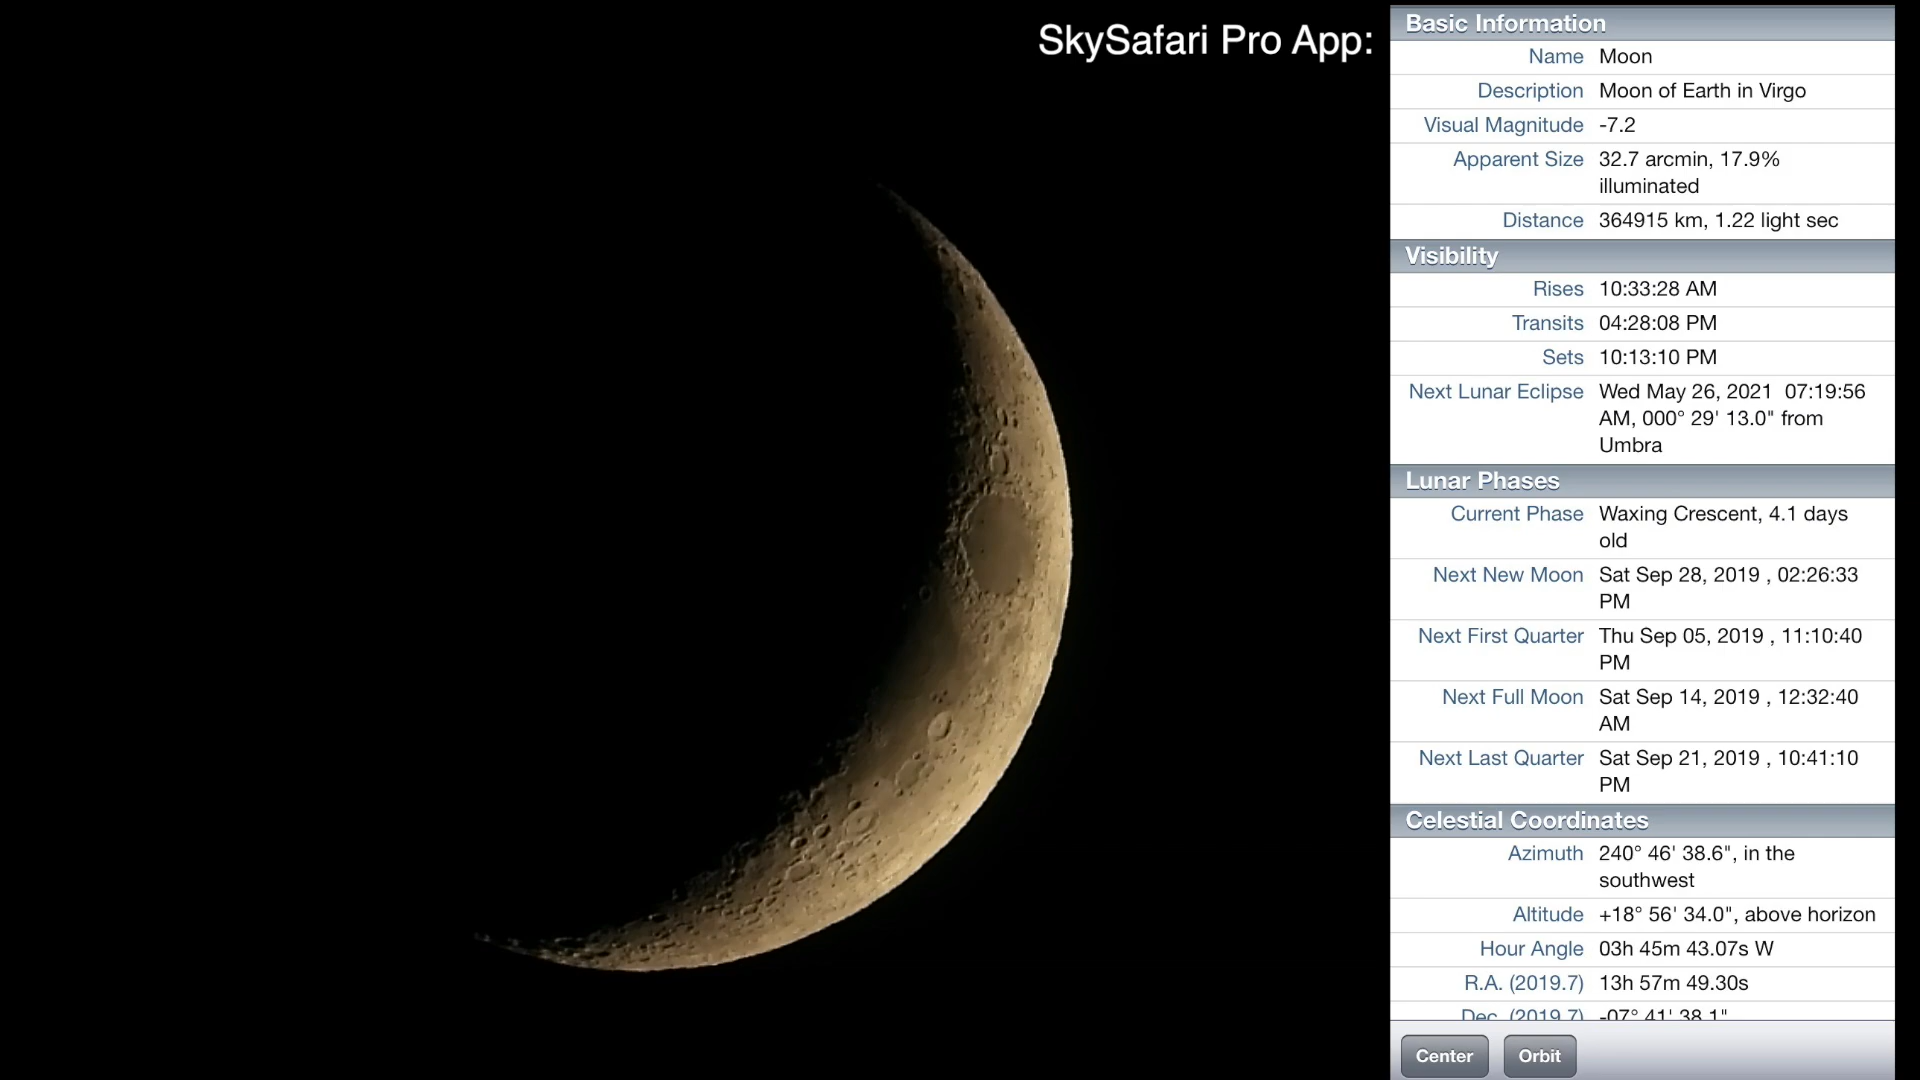 SkySafari Pro App:
Basic Information
Name Moon
Description Moon of Earth in Virgo
Visual Magnitude -7.2
Apparent Size 32.7 arcmin, 17.9%
illuminated
Distance 364915 km, 1.22 light sec
Visibility
Rises 10:33:28 AM
Transits 04:28:08 PM
Sets 10:13:10 PM
Next Lunar Eclipse Wed May 26, 2021 07:19:56
AM, 000° 29' 13.0" from
Umbra
Lunar Phases
Current Phase Waxing Crescent, 4.1 days
old
Next New Moon Sat Sep 28, 2019 , 02:26:33
PM
Next First Quarter Thu Sep 05, 2019 , 11:10:40
PM
Next Full Moon Sat Sep 14, 2019 , 12:32:40
AM
Next Last Quarter Sat Sep 21, 2019 , 10:41:10
PM
Celestial Coordinates
Azimuth 240° 46' 38.6", in the
southwest
Altitude +18° 56' 34.0", above horizon
Hour Angle 03h 45m 43.07s W
R.A. (2019.7) 13h 57m 49.30s
Dec. (2019.7) -07° 41' 38.1"
Center Orbit